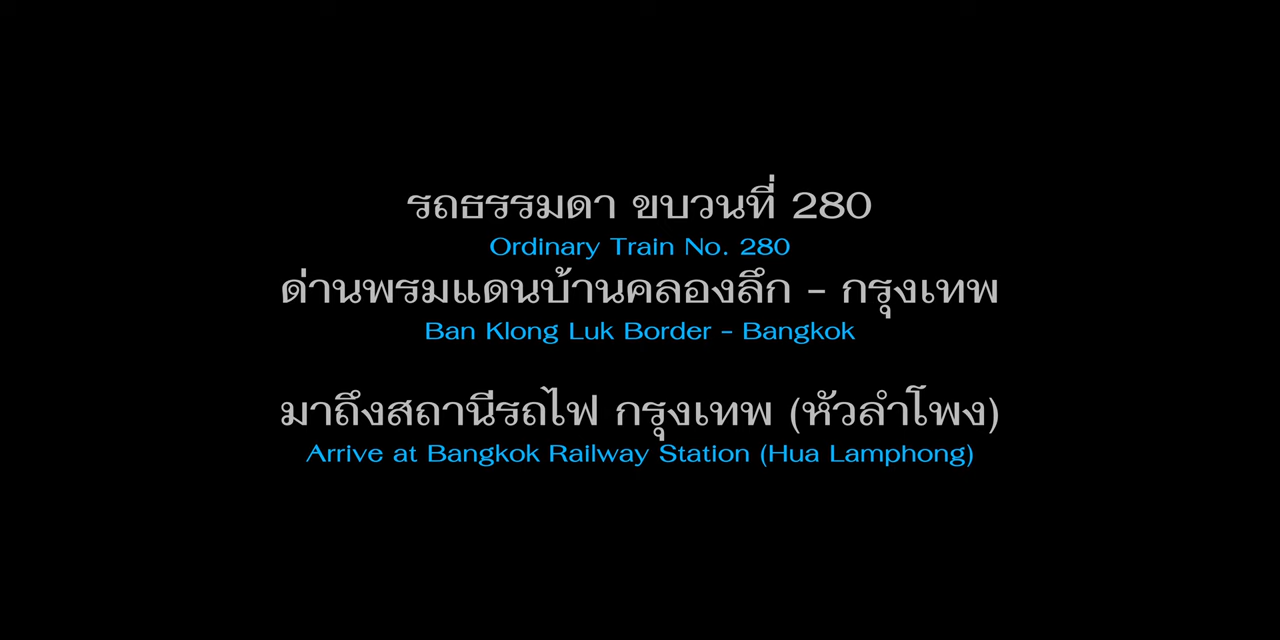 รถธรรมดา ขบวนที่ 280
Ordinary Train No. 280
ด่านพรมแดนบ้านคลองลึก - กรุงเทพ
Ban Klong Luk Border - Bangkok
มาถึงสถานีรถไฟ กรุงเทพ (หัวลำโพง)
Arrive at Bangkok Railway Station (Hua Lamphong)